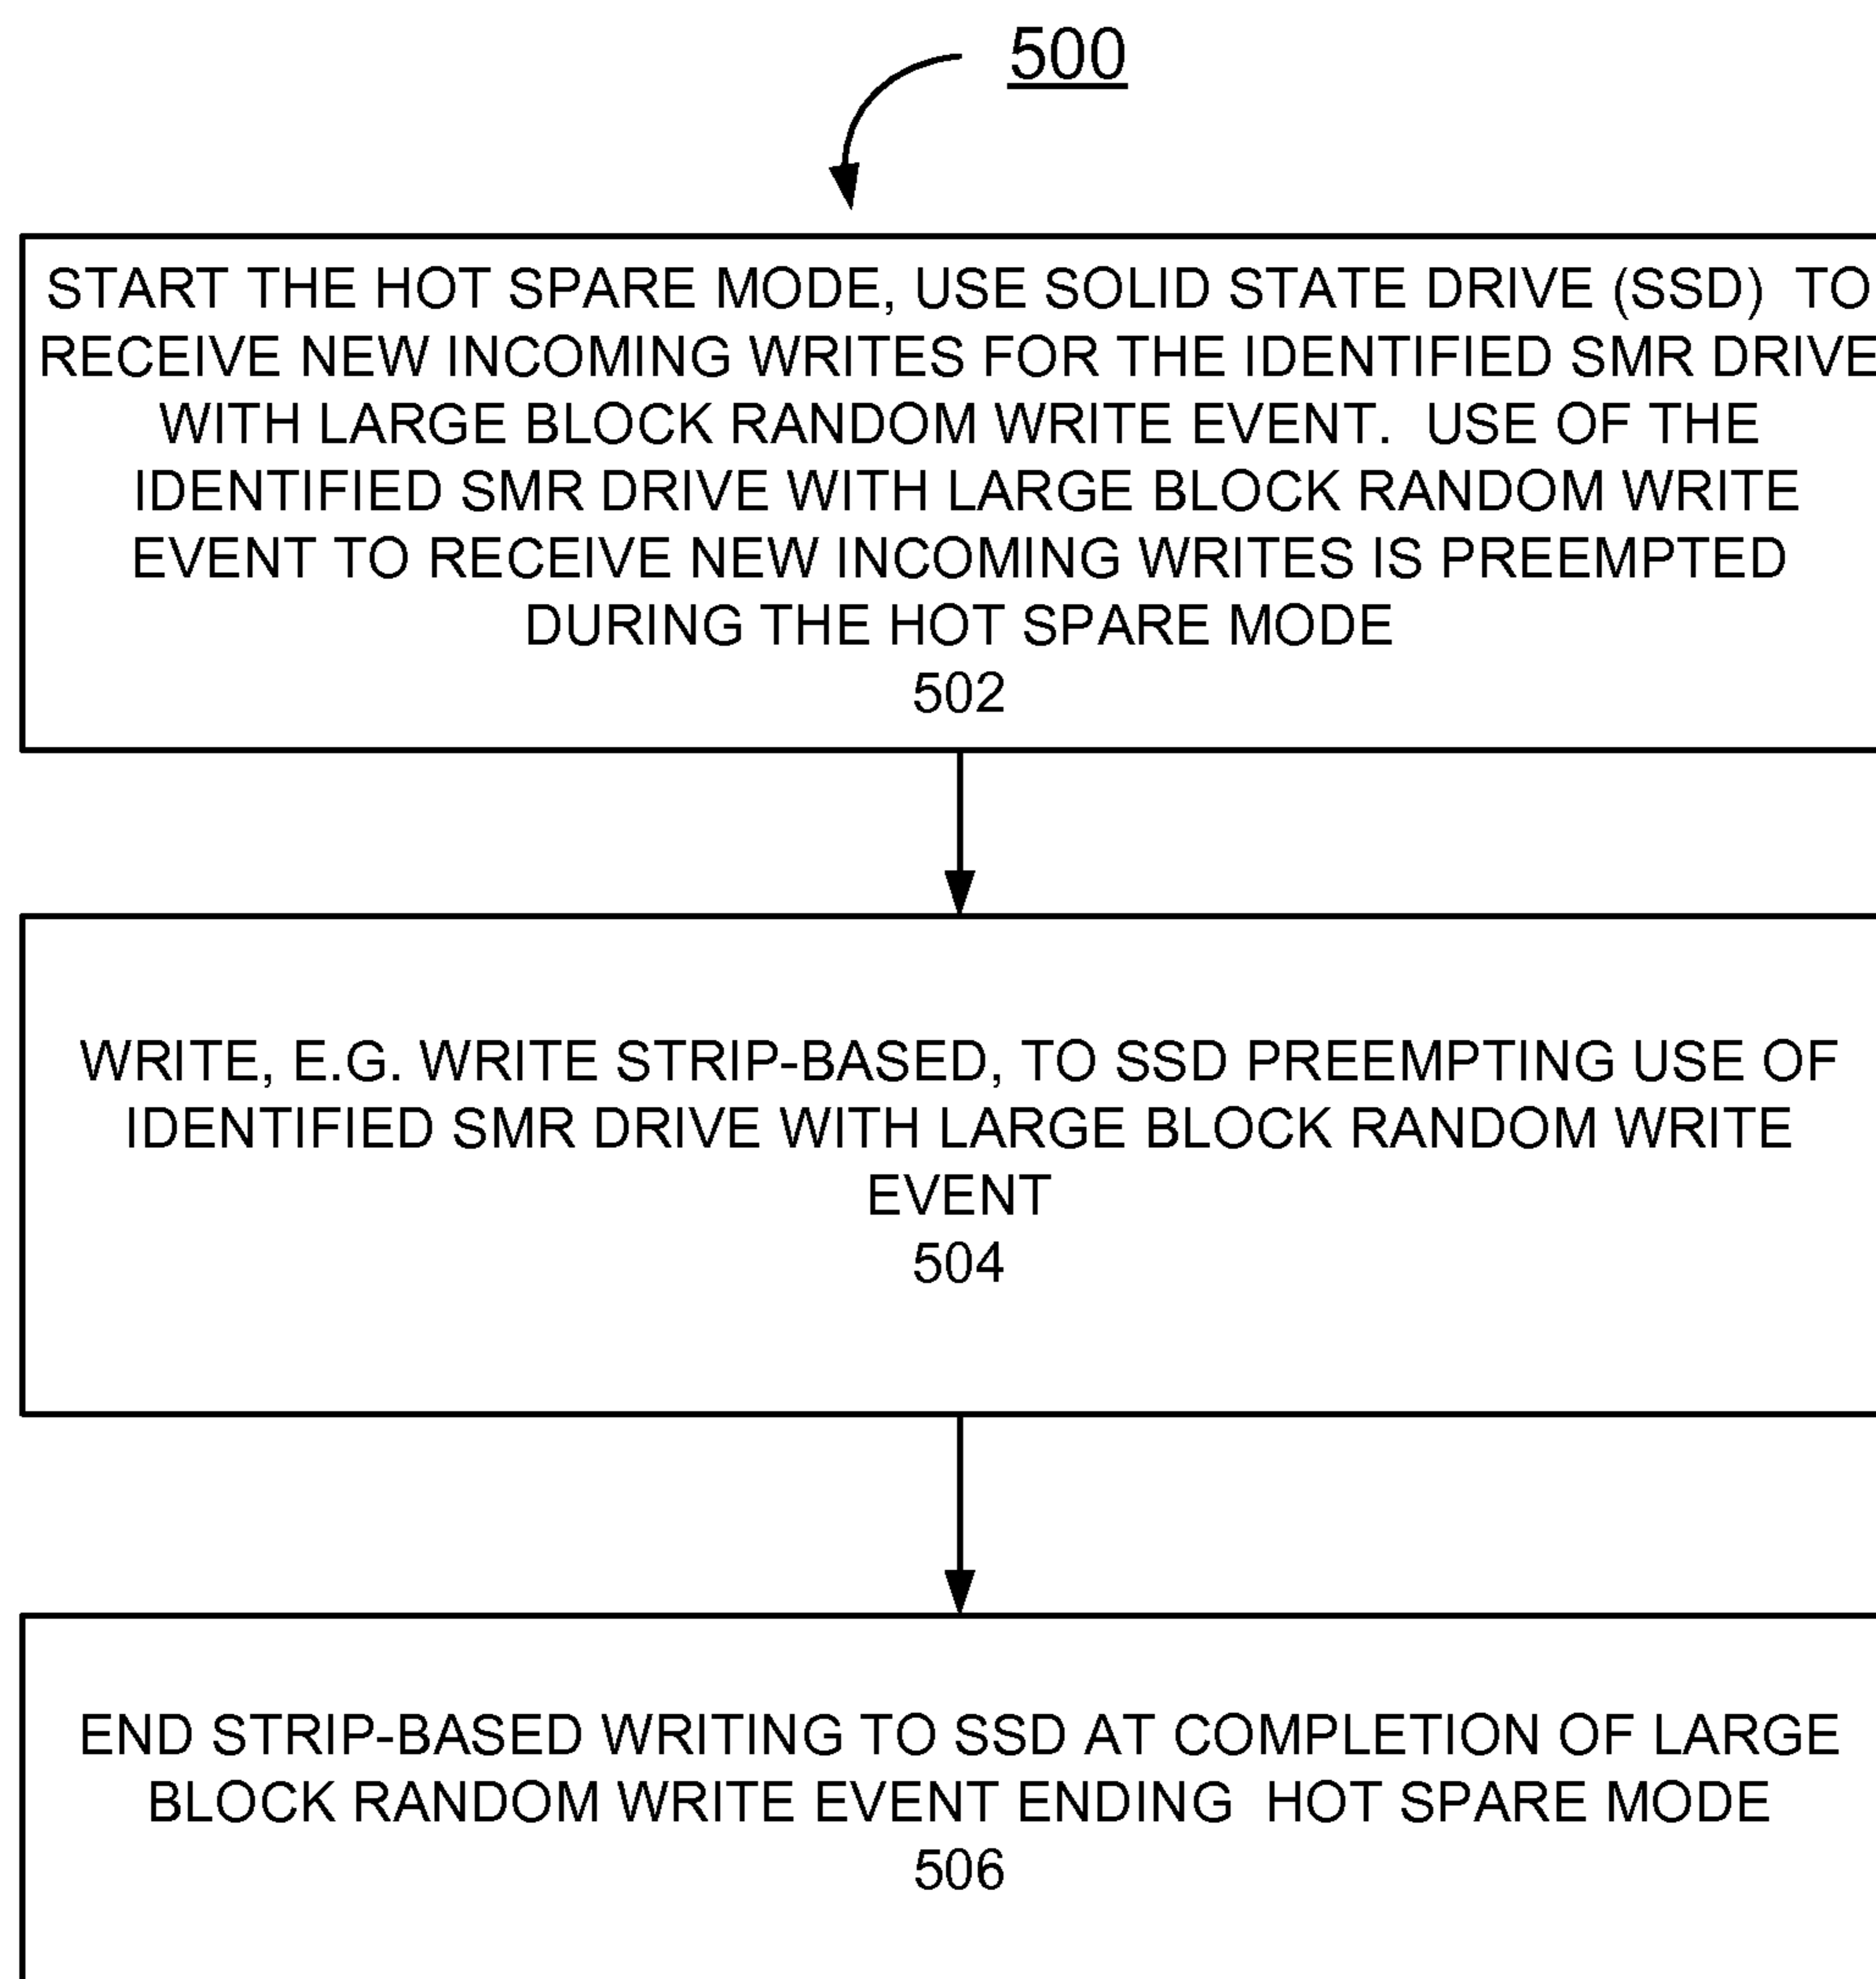 500
START THE HOT SPARE MODE, USE SOLID STATE DRIVE (SSD) TO
RECEIVE NEW INCOMING WRITES FOR THE IDENTIFIED SMR DRIVE
WITH LARGE BLOCK RANDOM WRITE EVENT. USE OF THE
IDENTIFIED SMR DRIVE WITH LARGE BLOCK RANDOM WRITE
EVENT TO RECEIVE NEW INCOMING WRITES IS PREEMPTED
DURING THE HOT SPARE MODE
502
WRITE, E.G. WRITE STRIP-BASED, TO SSD PREEMPTING USE OF
IDENTIFIED SMR DRIVE WITH LARGE BLOCK RANDOM WRITE
EVENT
504
END STRIP-BASED WRITING TO SSD AT COMPLETION OF LARGE
BLOCK RANDOM WRITE EVENT ENDING HOT SPARE MODE
506